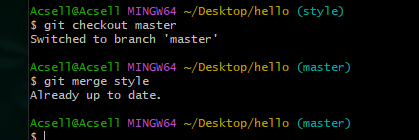 Acsell@Acsell MINGW64 ~/Desktop/hello (style)
$ git checkout master
Switched to branch 'master'
Acsell@Acsell MINGW64 ~/Desktop/hello (master)
$ git merge style
Already up to date.
Acsell@Acsell MINGW64 ~/Desktop/hello (master)
$